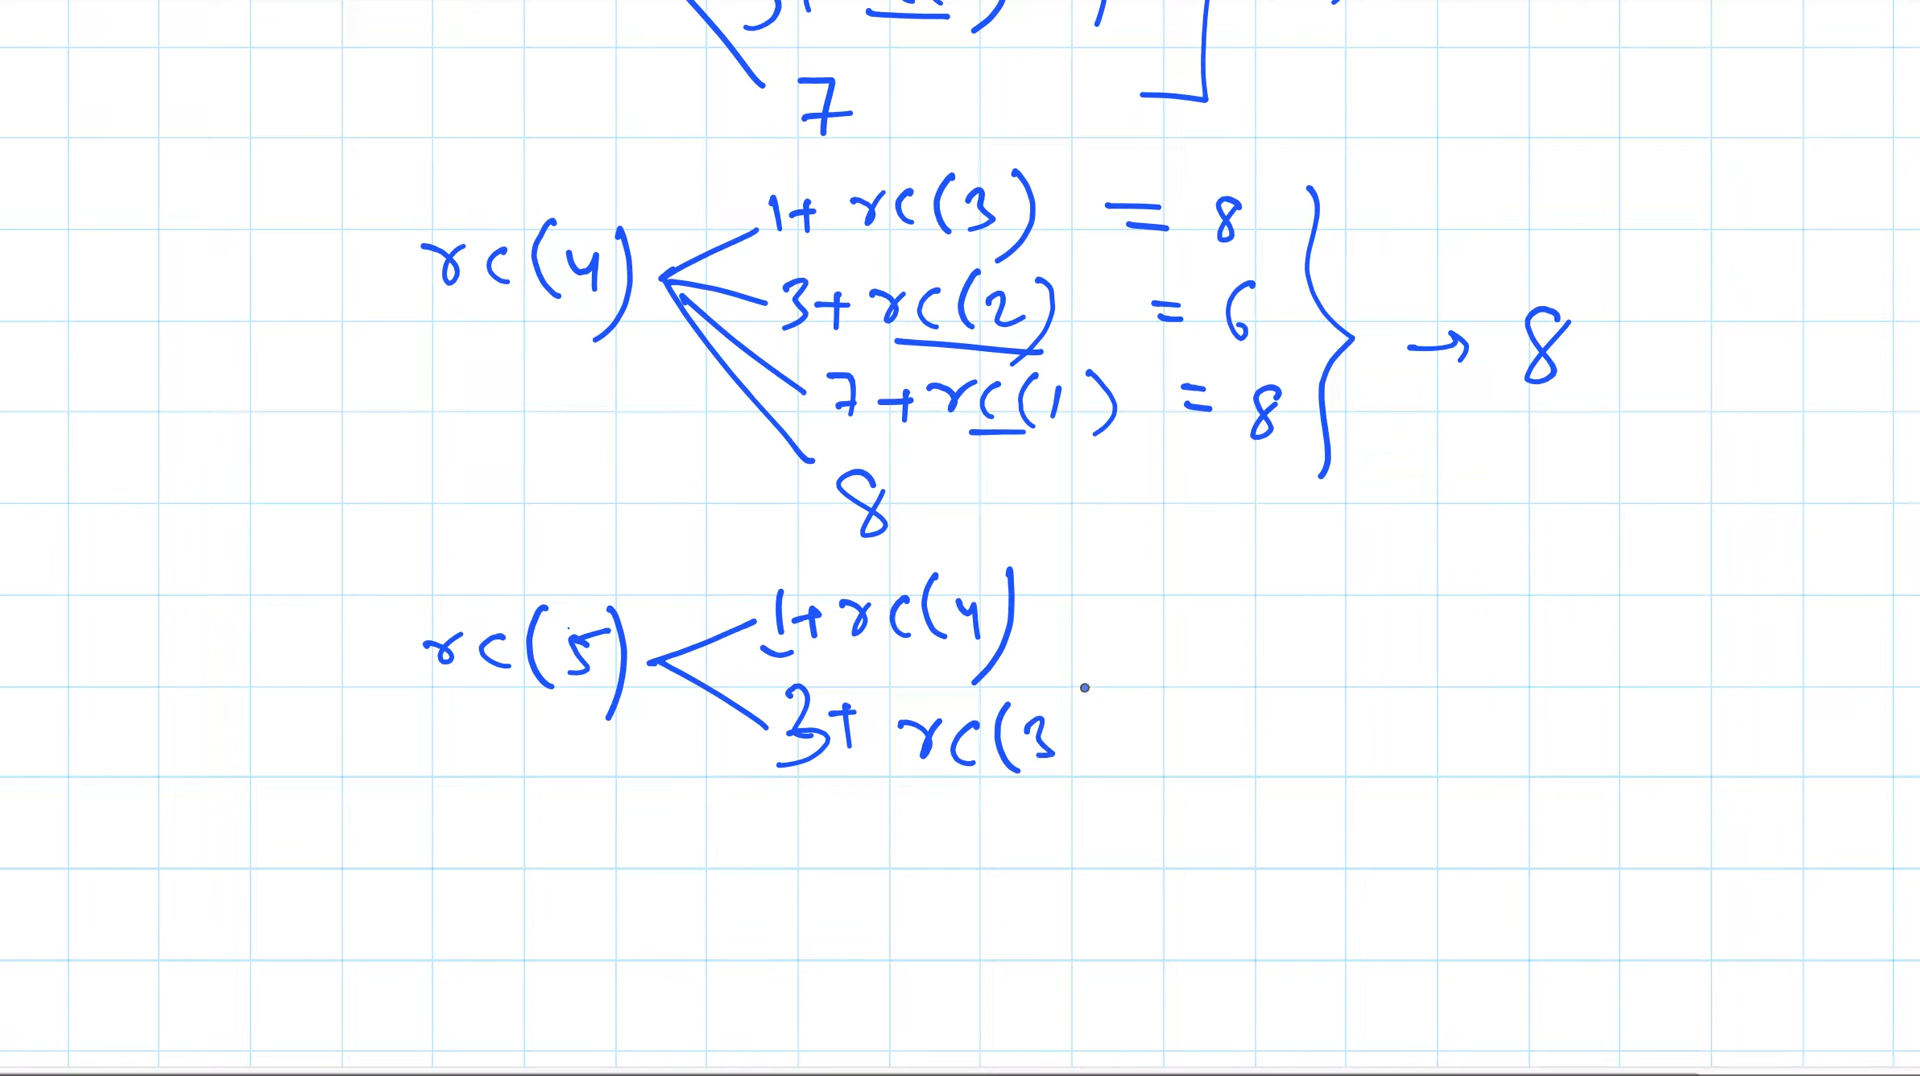 7
rc(4)
1+ rc(3) = 8
3+rc(2) = 6
7+rc(1) = 8
8
→ 8
rc(5)
1+rc(4)
3+ rc(3